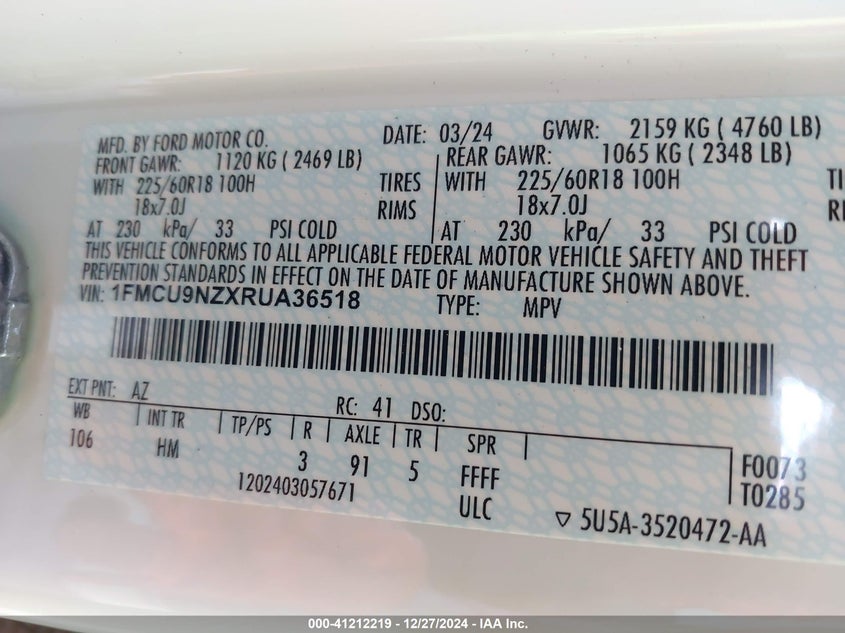 MFD. BY FORD MOTOR CO. DATE: 03/24 GVWR: 2159 KG ( 4760 LB)
FRONT GAWR: 1120 KG ( 2469 LB) REAR GAWR: 1065 KG ( 2348 LB)
WITH 225/60R18 100H TIRES WITH 225/60R18 100H
18x7.0J RIMS 18x7.0J
AT 230 kPa/ 33 PSI COLD AT 230 kPa/ 33 PSI COLD
THIS VEHICLE CONFORMS TO ALL APPLICABLE FEDERAL MOTOR VEHICLE SAFETY AND THEFT
PREVENTION STANDARDS IN EFFECT ON THE DATE OF MANUFACTURE SHOWN ABOVE.
VIN: 1FMCU9NZXRUA36518 TYPE: MPV
EXT PNT: AZ RC: 41 DSO:
WB INT TR TP/PS R AXLE TR SPR
106 HM 3 91 5 FFFF F0073
1202403057671 ULC T0285
▽ 5U5A-3520472-AA
000-41212219 - 12/27/2024 - IAA Inc.